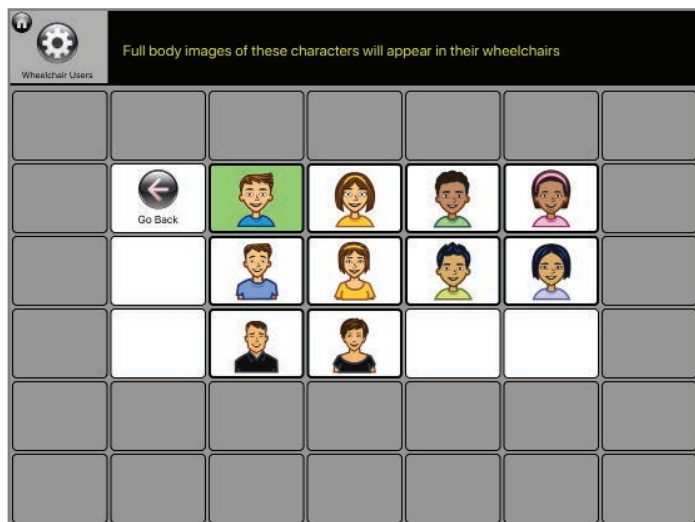 Wheelchair Users
Full body images of these characters will appear in their wheelchairs
Go Back